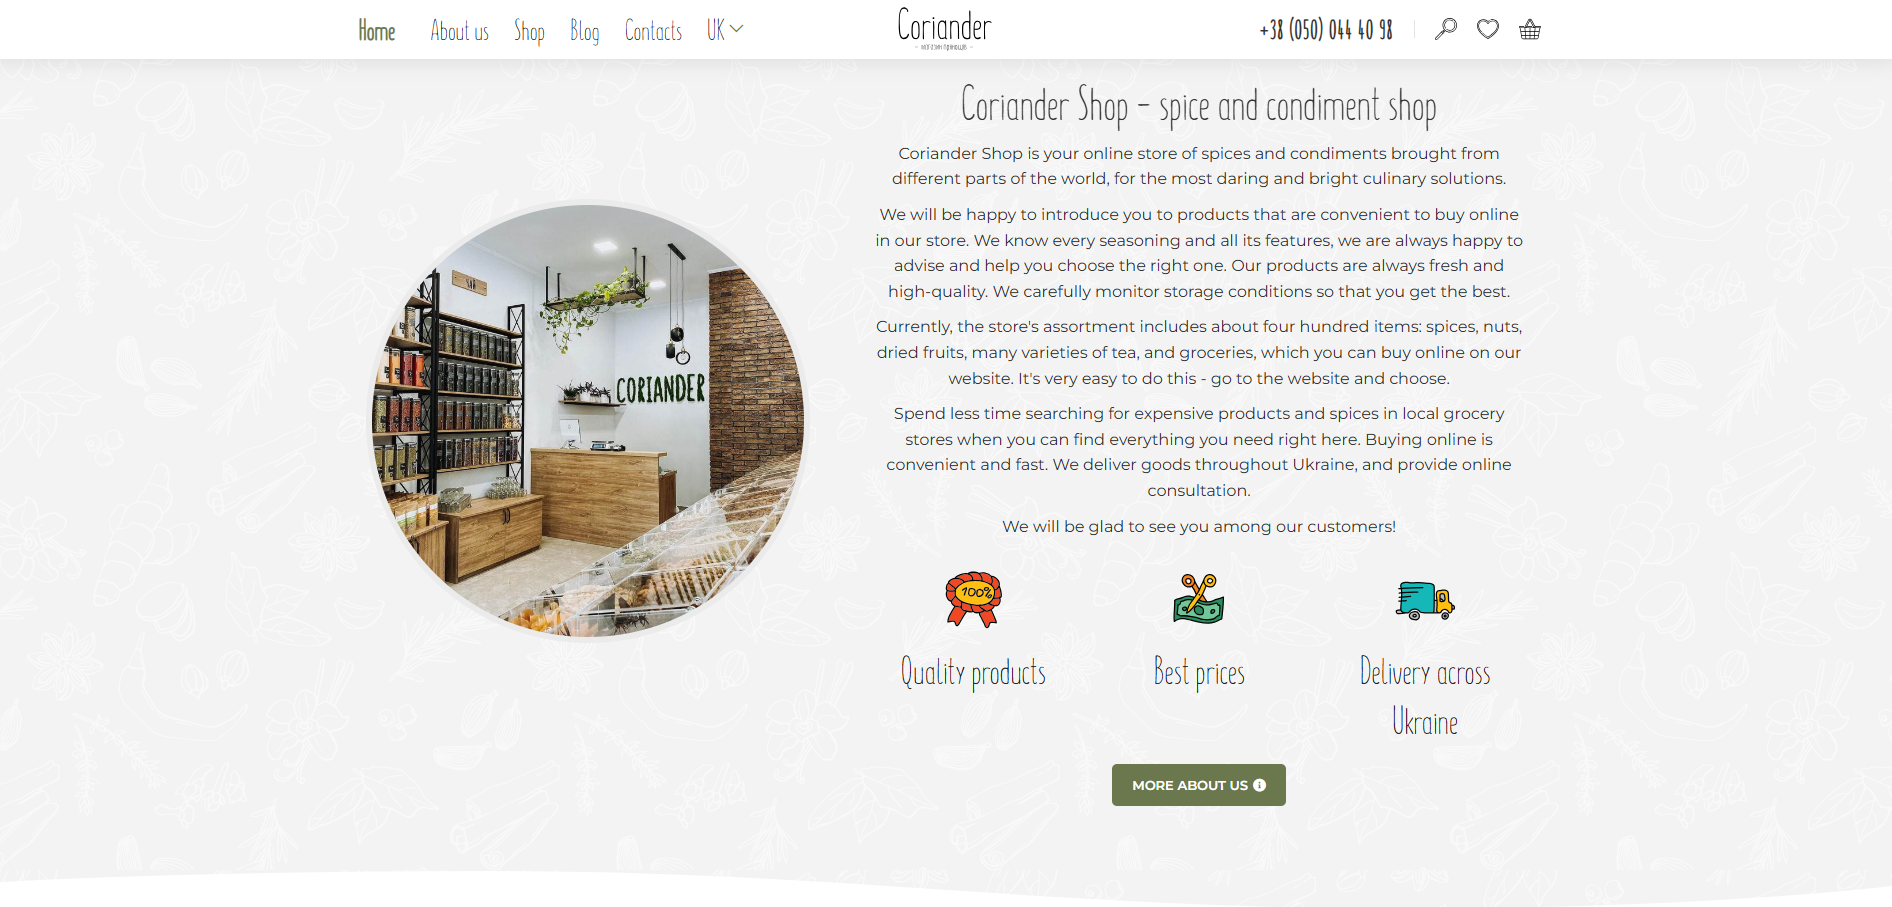 Home About us Shop Blog Contacts UK
Coriander
+38 (050) 044 40 98
Coriander Shop - spice and condiment shop
Coriander Shop is your online store of spices and condiments brought from
different parts of the world, for the most daring and bright culinary solutions.
We will be happy to introduce you to products that are convenient to buy online
in our store. We know every seasoning and all its features, we are always happy to
advise and help you choose the right one. Our products are always fresh and
high-quality. We carefully monitor storage conditions so that you get the best.
Currently, the store's assortment includes about four hundred items: spices, nuts,
dried fruits, many varieties of tea, and groceries, which you can buy online on our
website. It's very easy to do this - go to the website and choose.
Spend less time searching for expensive products and spices in local grocery
stores when you can find everything you need right here. Buying online is
convenient and fast. We deliver goods throughout Ukraine, and provide online
consultation.
We will be glad to see you among our customers!
CORIANDER
100%
Quality products
Best prices
Delivery across
Ukraine
MORE ABOUT US